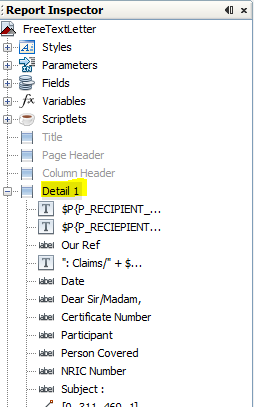 Report Inspector
FreeTextLetter
Styles
Parameters
Fields
fx Variables
Scriptlets
Title
Page Header
Column Header
Detail 1
T $P{P_RECIPIENT_...
T $P{P_RECIEPIENT...
label Our Ref
T ": Claims/" + $...
label Date
label Dear Sir/Madam,
label Certificate Number
label Participant
label Person Covered
label NRIC Number
label Subject :
[0, 311, 469, 1]